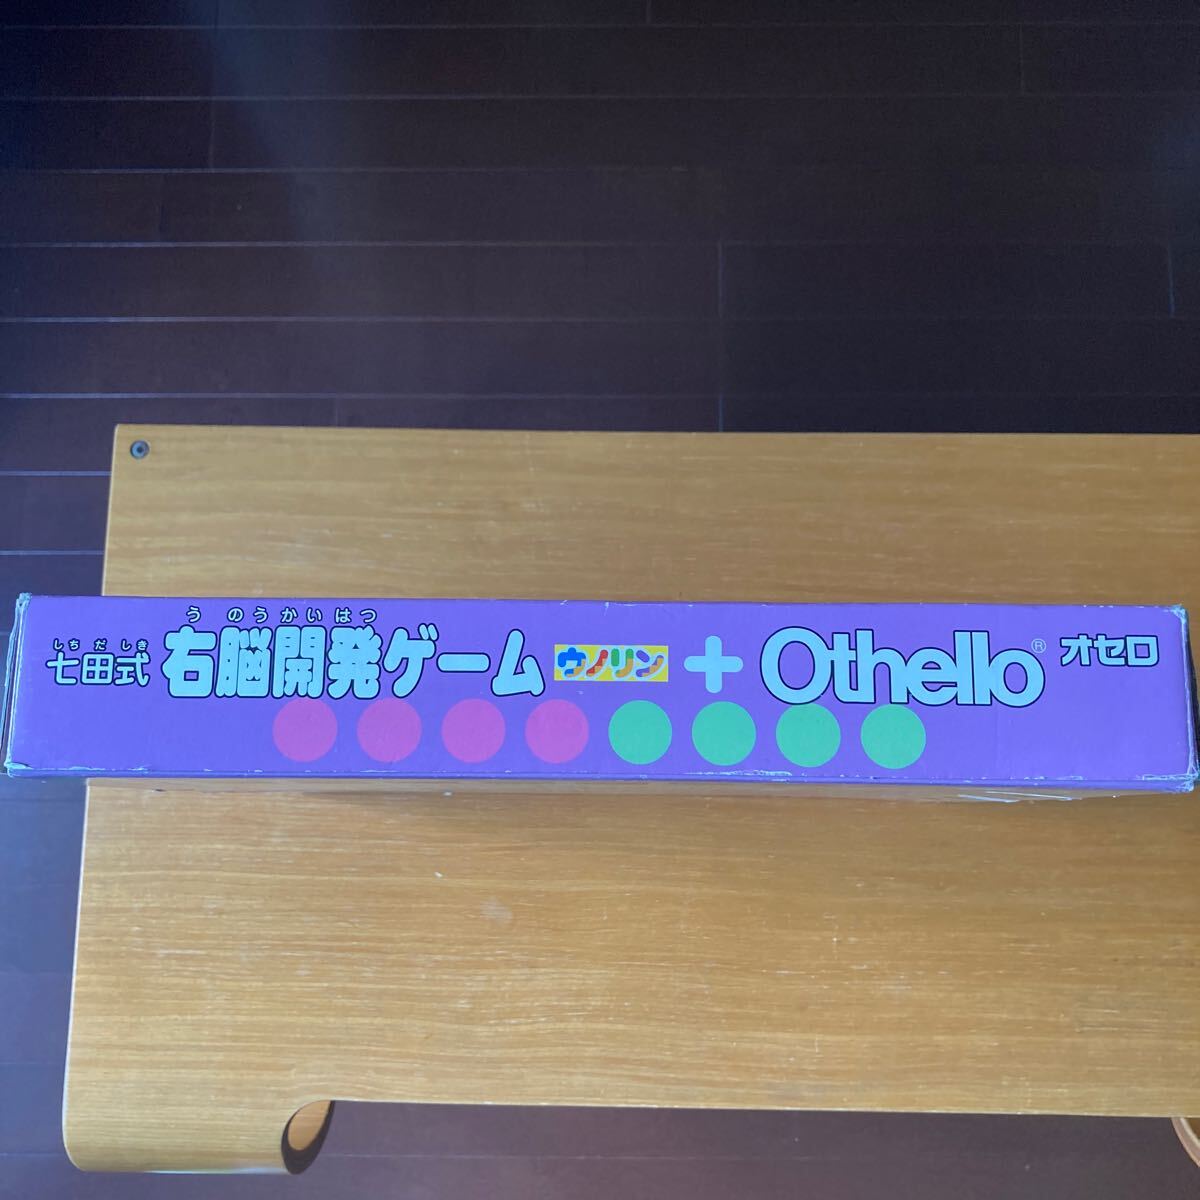 しちだしき うのうかいはつ
七田式 右脳開発ゲーム ウノリン + Othello® オセロ